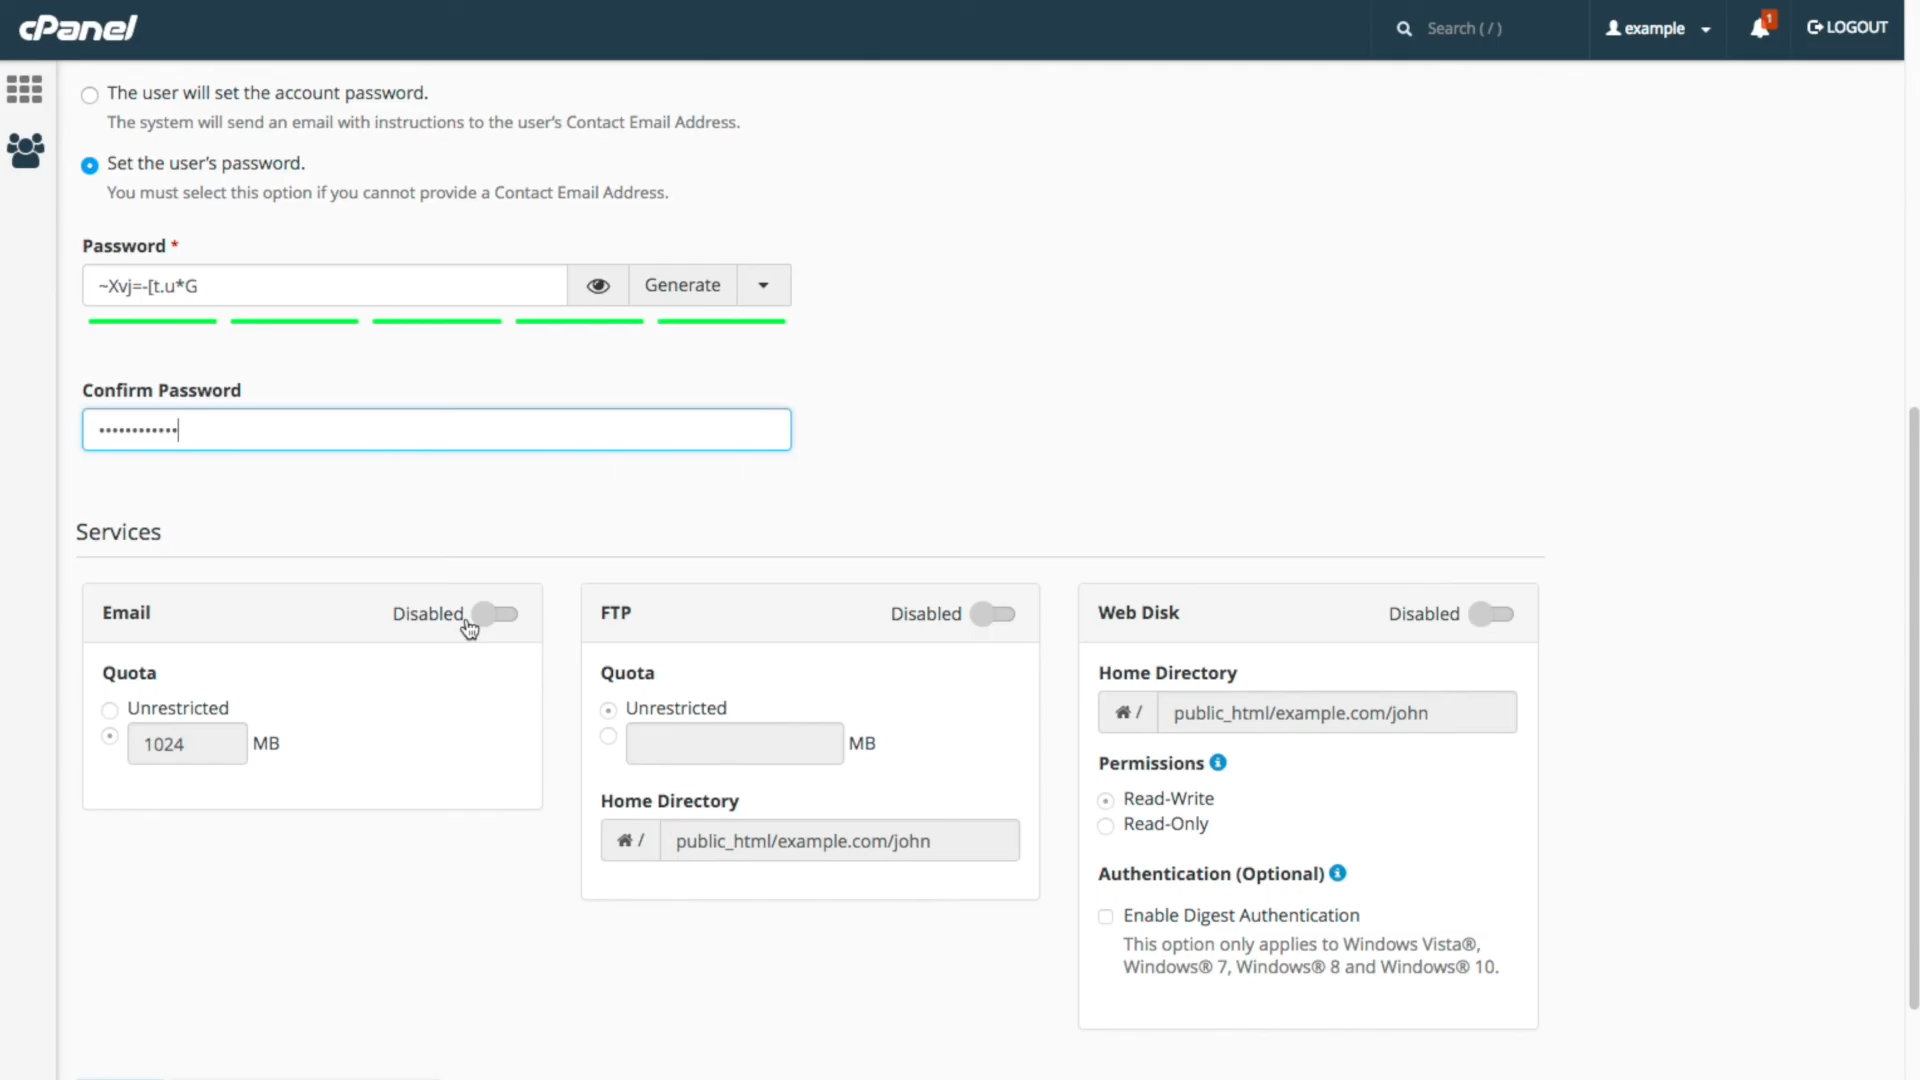 cPanel
Search ( / )
example
1
LOGOUT
The user will set the account password.
The system will send an email with instructions to the user's Contact Email Address.
Set the user's password.
You must select this option if you cannot provide a Contact Email Address.
Password *
~Xvj=-[t.u*G
Generate
Confirm Password
••••••••••••
Services
Email
Disabled
Quota
Unrestricted
1024 MB
FTP
Disabled
Quota
Unrestricted
MB
Home Directory
/ public_html/example.com/john
Web Disk
Disabled
Home Directory
/ public_html/example.com/john
Permissions
Read-Write
Read-Only
Authentication (Optional)
Enable Digest Authentication
This option only applies to Windows Vista®,
Windows® 7, Windows® 8 and Windows® 10.